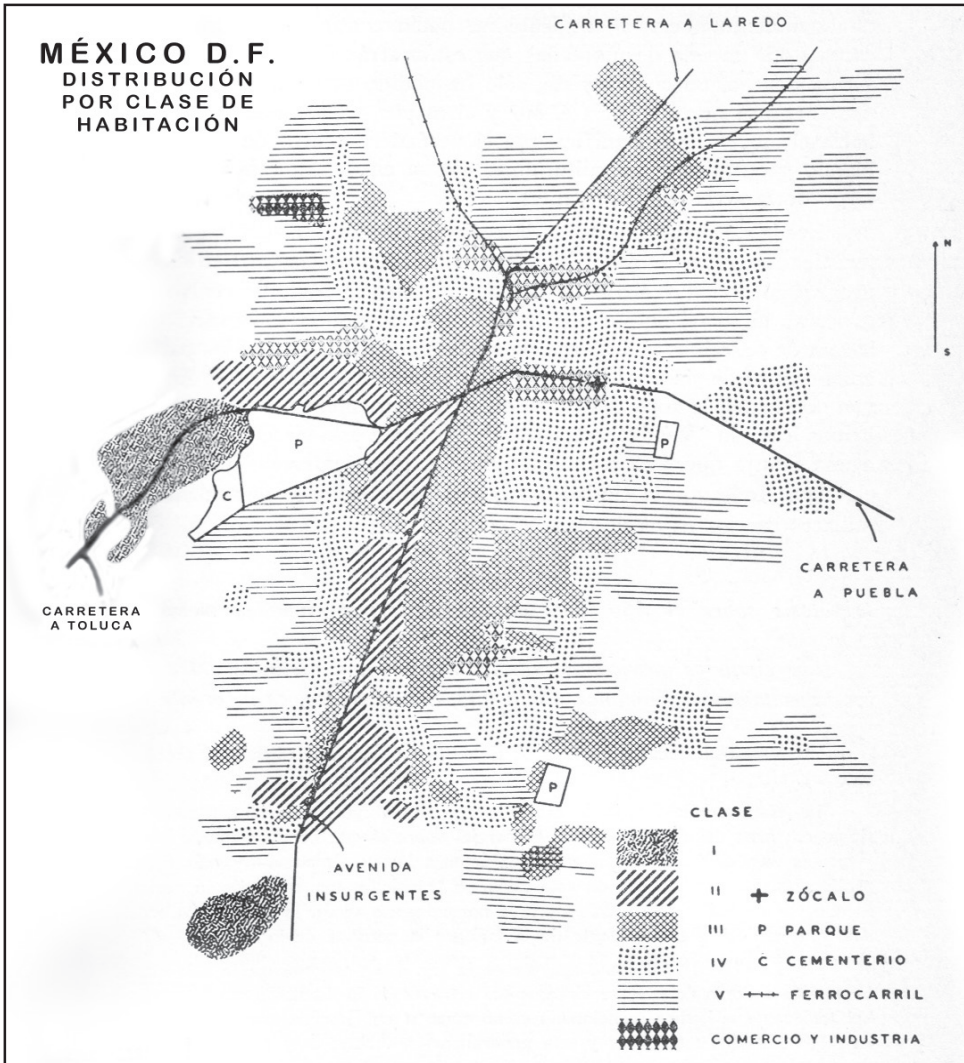 CARRETERA A LAREDO
MÉXICO D.F.
DISTRIBUCIÓN
POR CLASE DE
HABITACIÓN
N
S
P
C
P
CARRETERA
A PUEBLA
CARRETERA
A TOLUCA
P
AVENIDA
INSURGENTES
CLASE
I
II
ZÓCALO
III
P PARQUE
IV
C CEMENTERIO
V
FERROCARRIL
COMERCIO Y INDUSTRIA